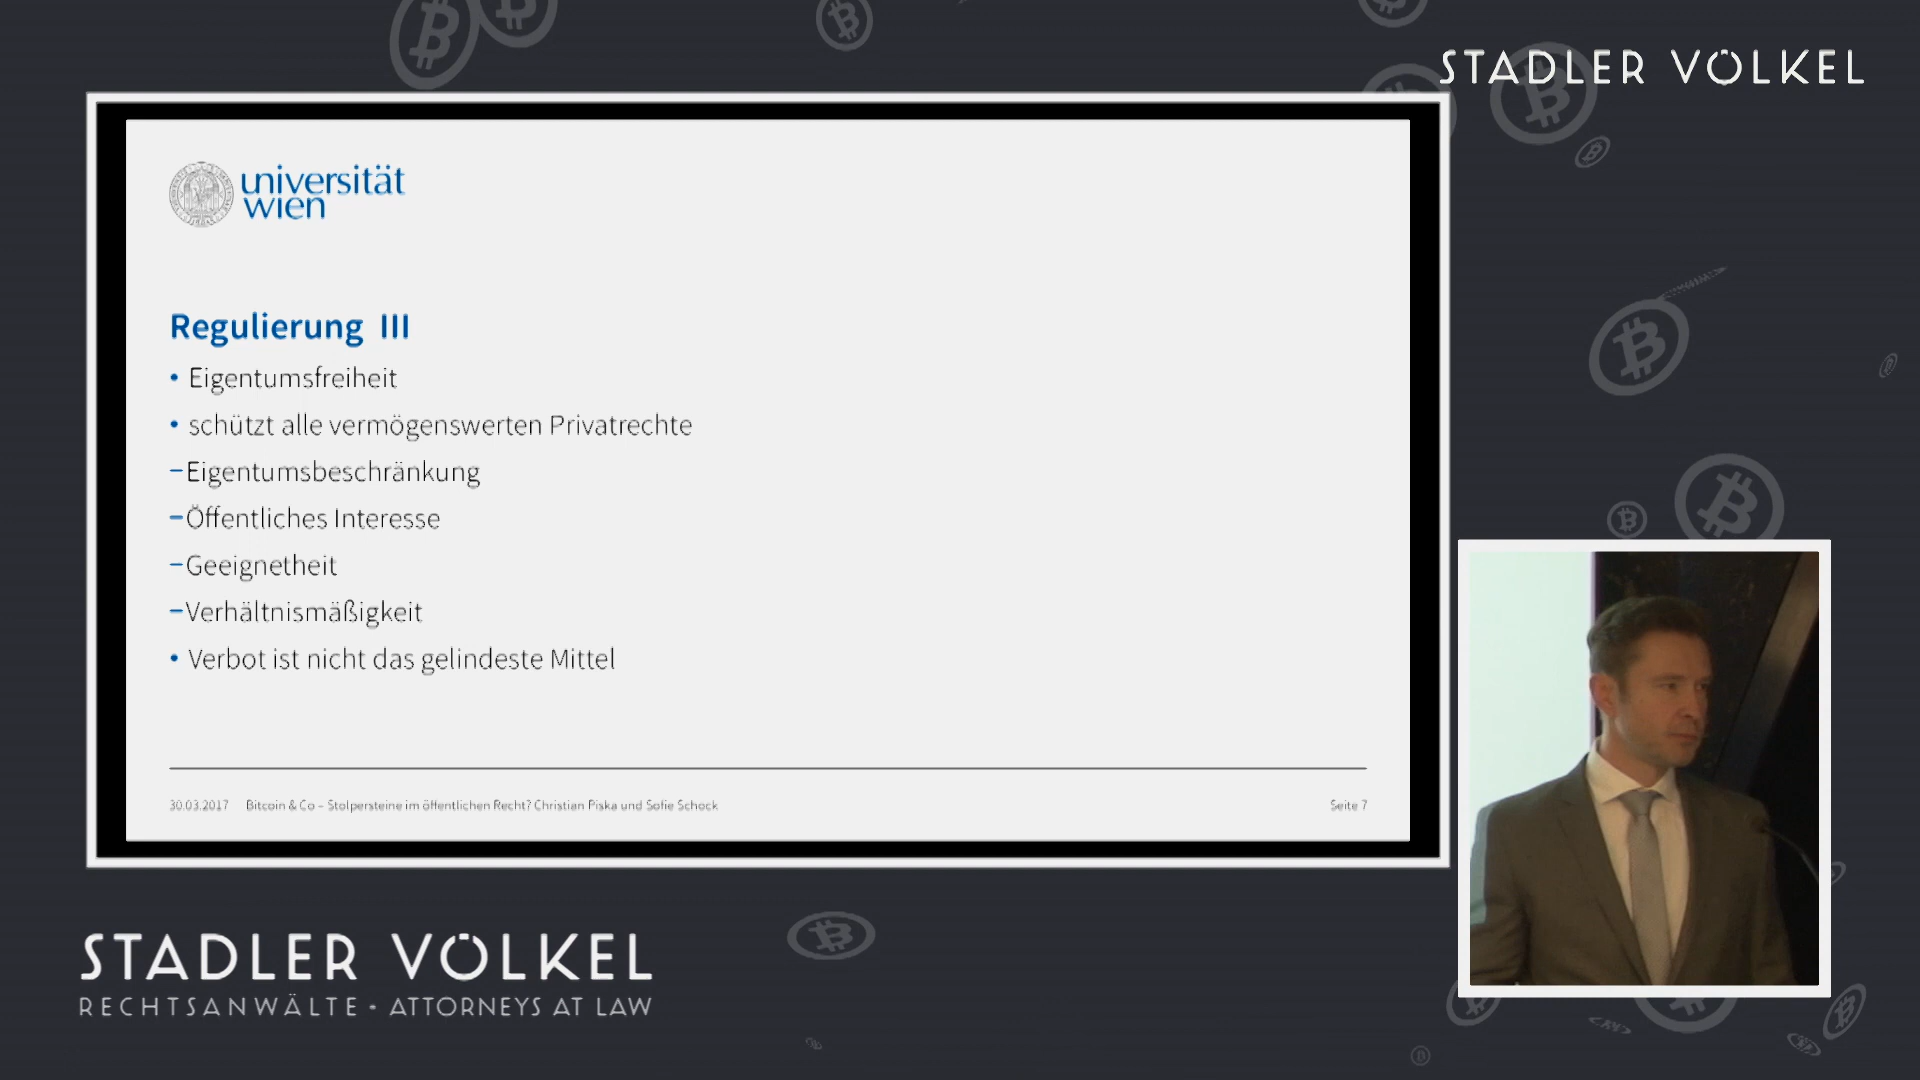 STADLER VÖLKEL
universität
wien
Regulierung III
• Eigentumsfreiheit
• schützt alle vermögenswerten Privatrechte
–Eigentumsbeschränkung
–Öffentliches Interesse
–Geeignetheit
–Verhältnismäßigkeit
• Verbot ist nicht das gelindeste Mittel
30.03.2017 Bitcoin & Co – Stolpersteine im öffentlichen Recht? Christian Piska und Sofie Schock Seite 7
STADLER VÖLKEL
RECHTSANWÄLTE • ATTORNEYS AT LAW